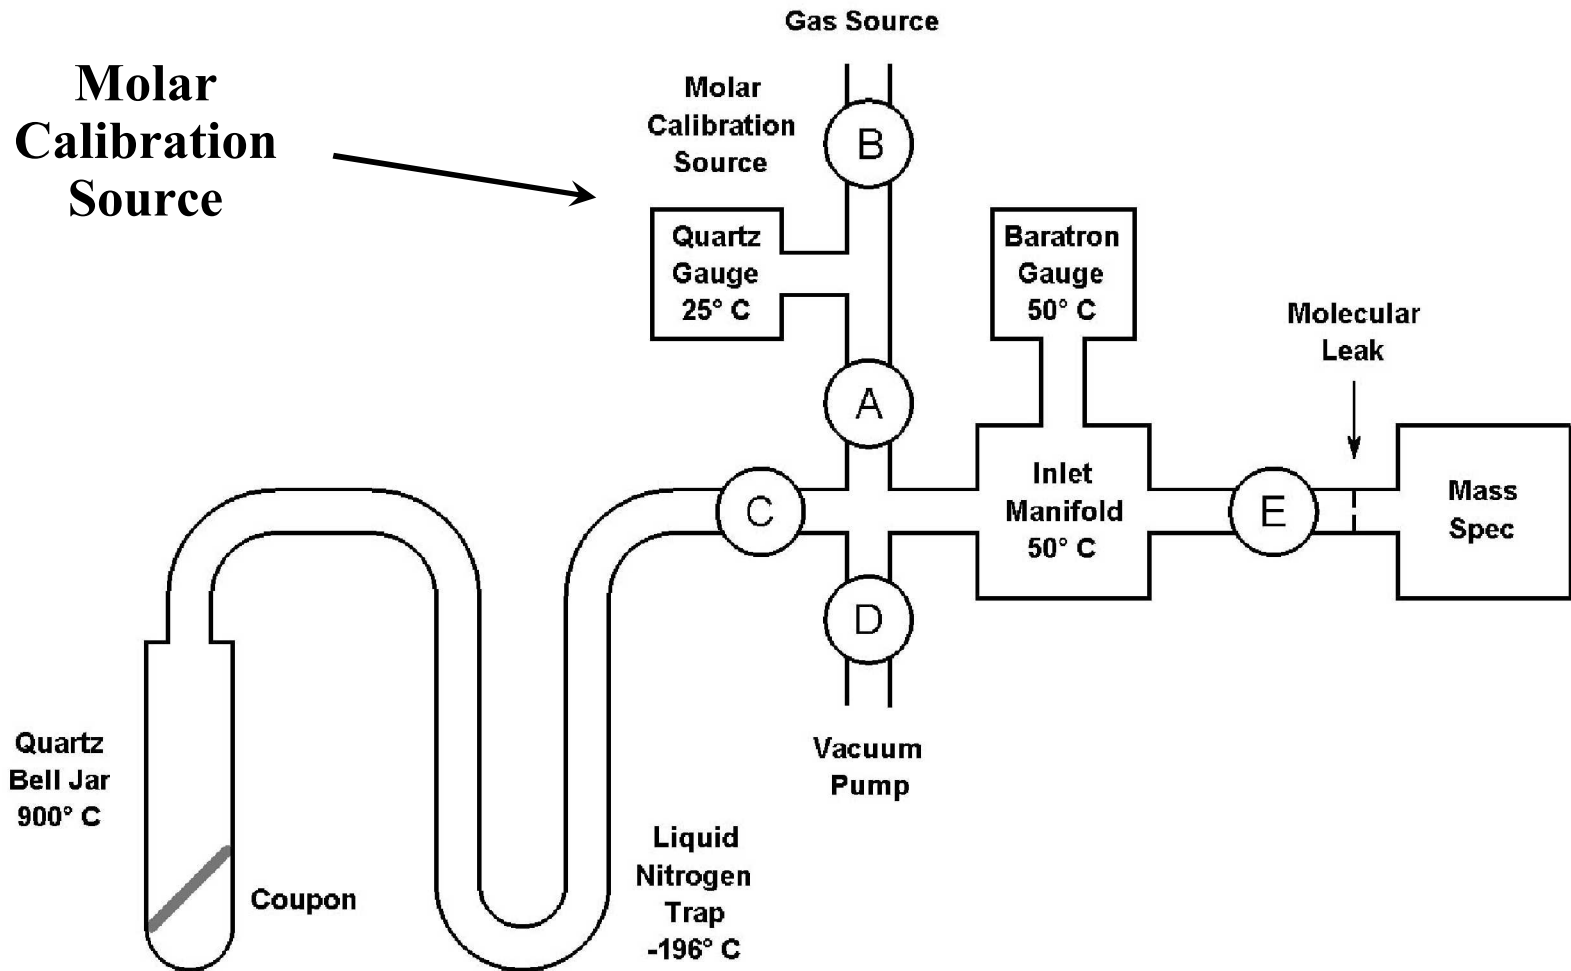 Gas Source
Molar
Calibration
Source
Molar
Calibration
Source
B
Quartz
Gauge
25° C
Baratron
Gauge
50° C
Molecular
Leak
A
Inlet
Manifold
50° C
C
E
Mass
Spec
D
Vacuum
Pump
Quartz
Bell Jar
900° C
Coupon
Liquid
Nitrogen
Trap
-196° C